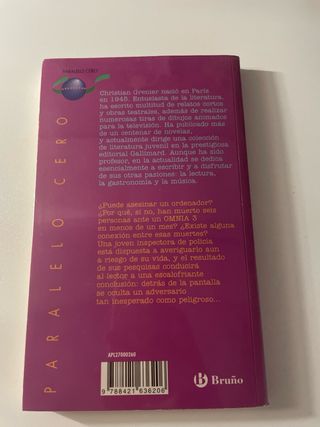 PARALELO CERO
Christian Grenier nació en París
en 1945. Entusiasta de la literatura,
ha escrito multitud de relatos cortos
y obras teatrales, además de realizar
numerosas tiras de dibujos animados
para la televisión. Ha publicado más
de un centenar de novelas,
y actualmente dirige una colección
de literatura juvenil en la prestigiosa
editorial Gallimard. Aunque ha sido
profesor, en la actualidad se dedica
esencialmente a escribir y a disfrutar
de sus otras pasiones: la lectura,
la gastronomía y la música.
¿Puede asesinar un ordenador?
¿Por qué, si no, han muerto seis
personas ante un OMNIA 3
en menos de un mes? ¿Existe alguna
conexión entre esas muertes?
Una joven inspectora de policía
está dispuesta a averiguarlo aun
a riesgo de su vida, y el resultado
de sus pesquisas conducirá
al lector a una escalofriante
conclusión: detrás de la pantalla
se oculta un adversario
tan inesperado como peligroso...
PARALELO CERO
APL27000260
9 788421 636206
Bruño